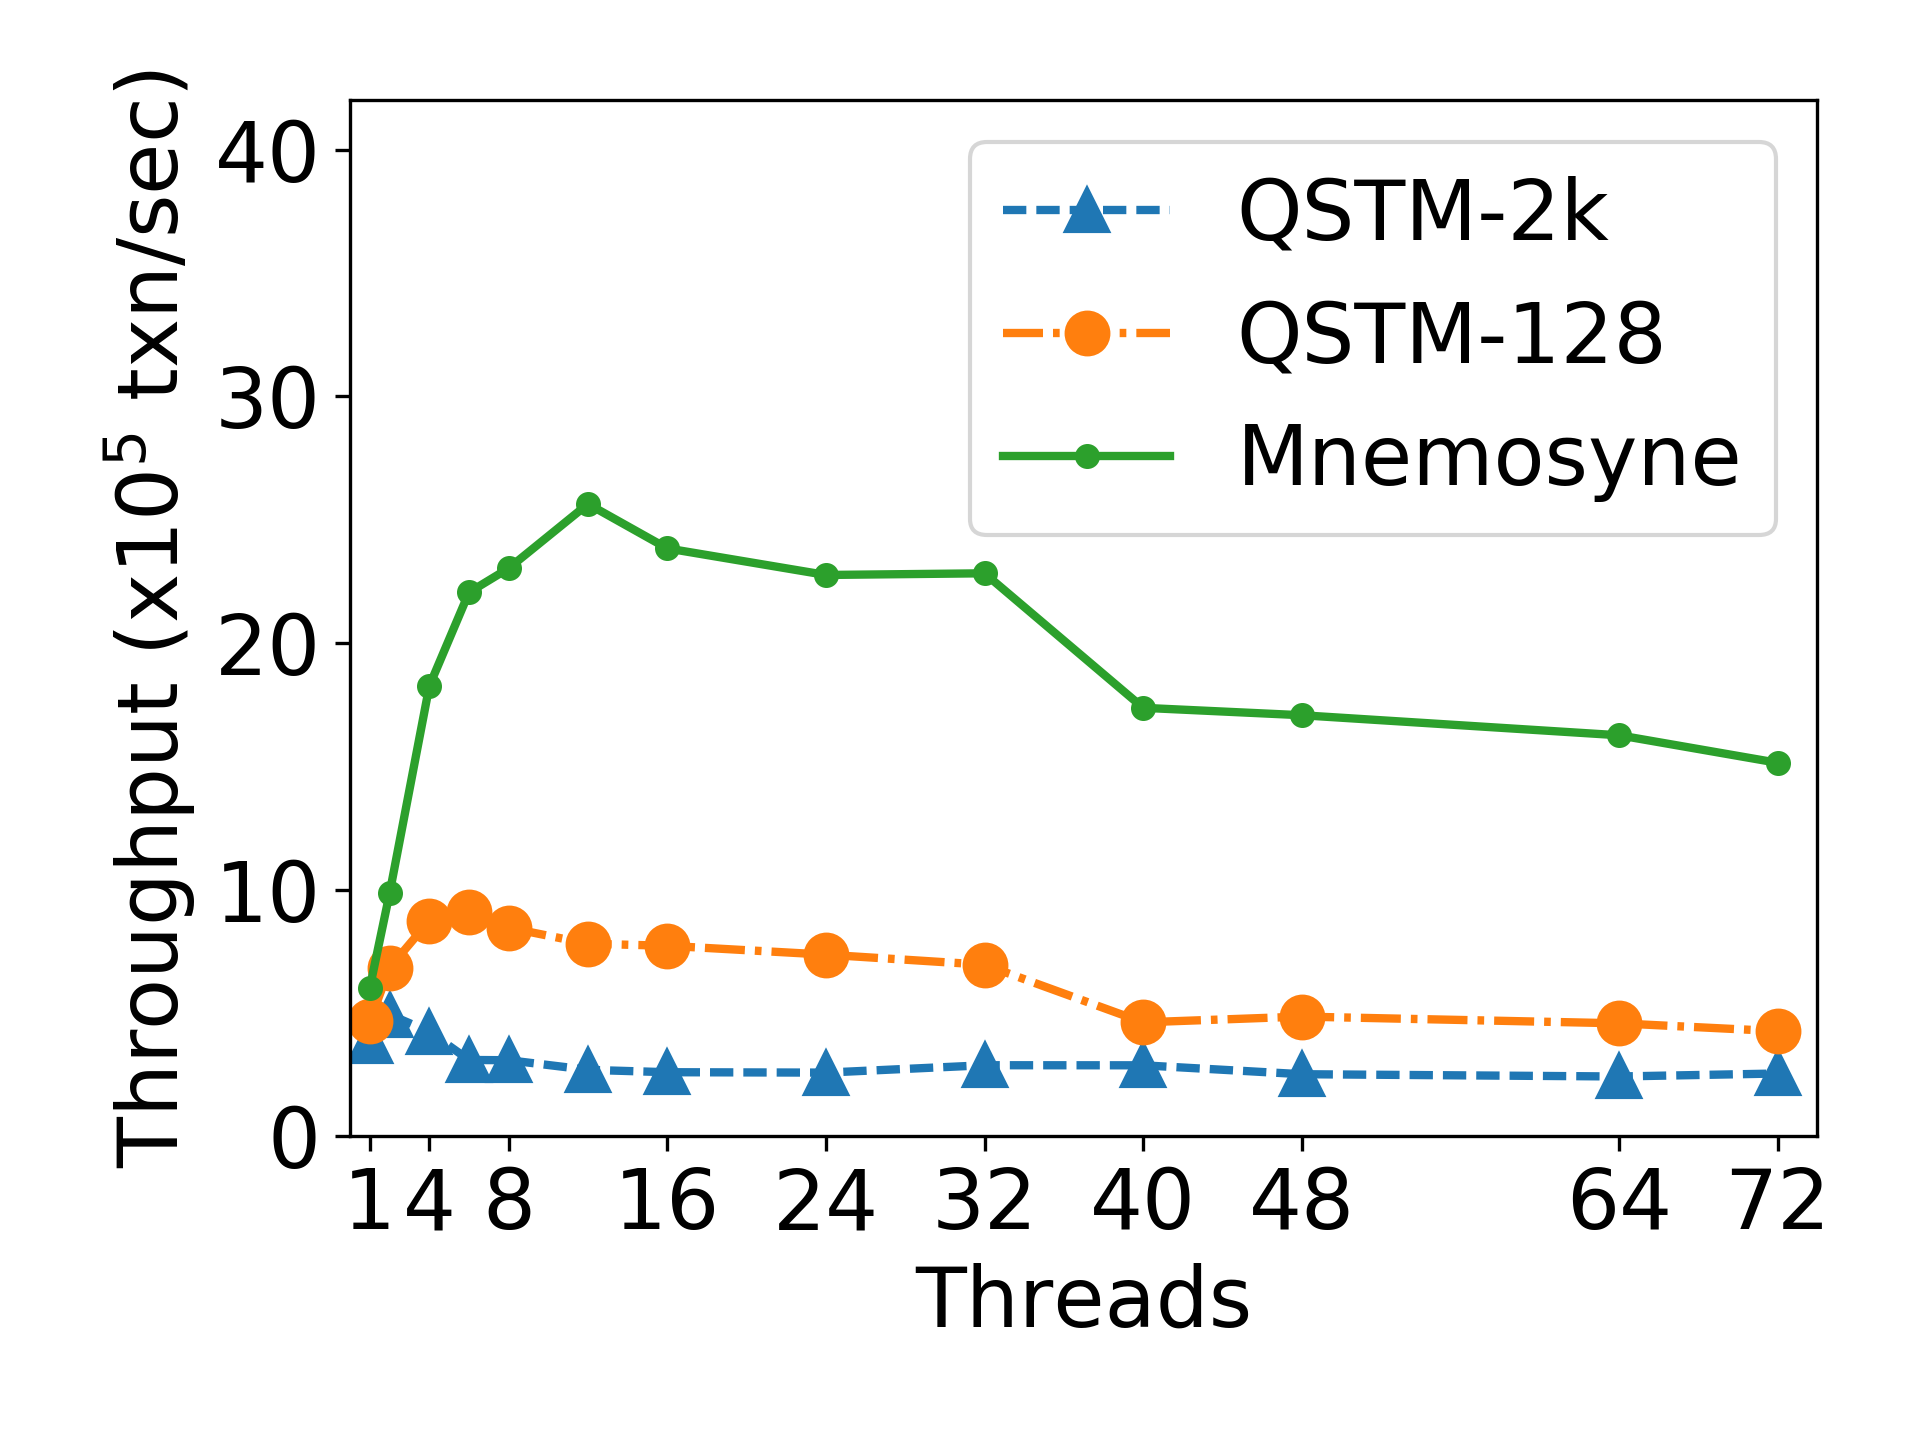 Throughput (x10⁵ txn/sec)
40
30
20
10
0
QSTM-2k
QSTM-128
Mnemosyne
1 4 8 16 24 32 40 48 64 72
Threads